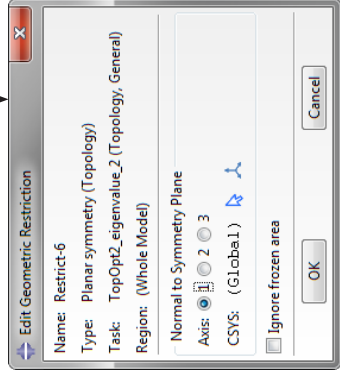 Edit Geometric Restriction
Name: Restrict-6
Type: Planar symmetry (Topology)
Task: TopOpt2_eigenvalue_2 (Topology, General)
Region: (Whole Model)
Normal to Symmetry Plane
Axis: 1 2 3
CSYS: (Global)
Ignore frozen area
OK Cancel